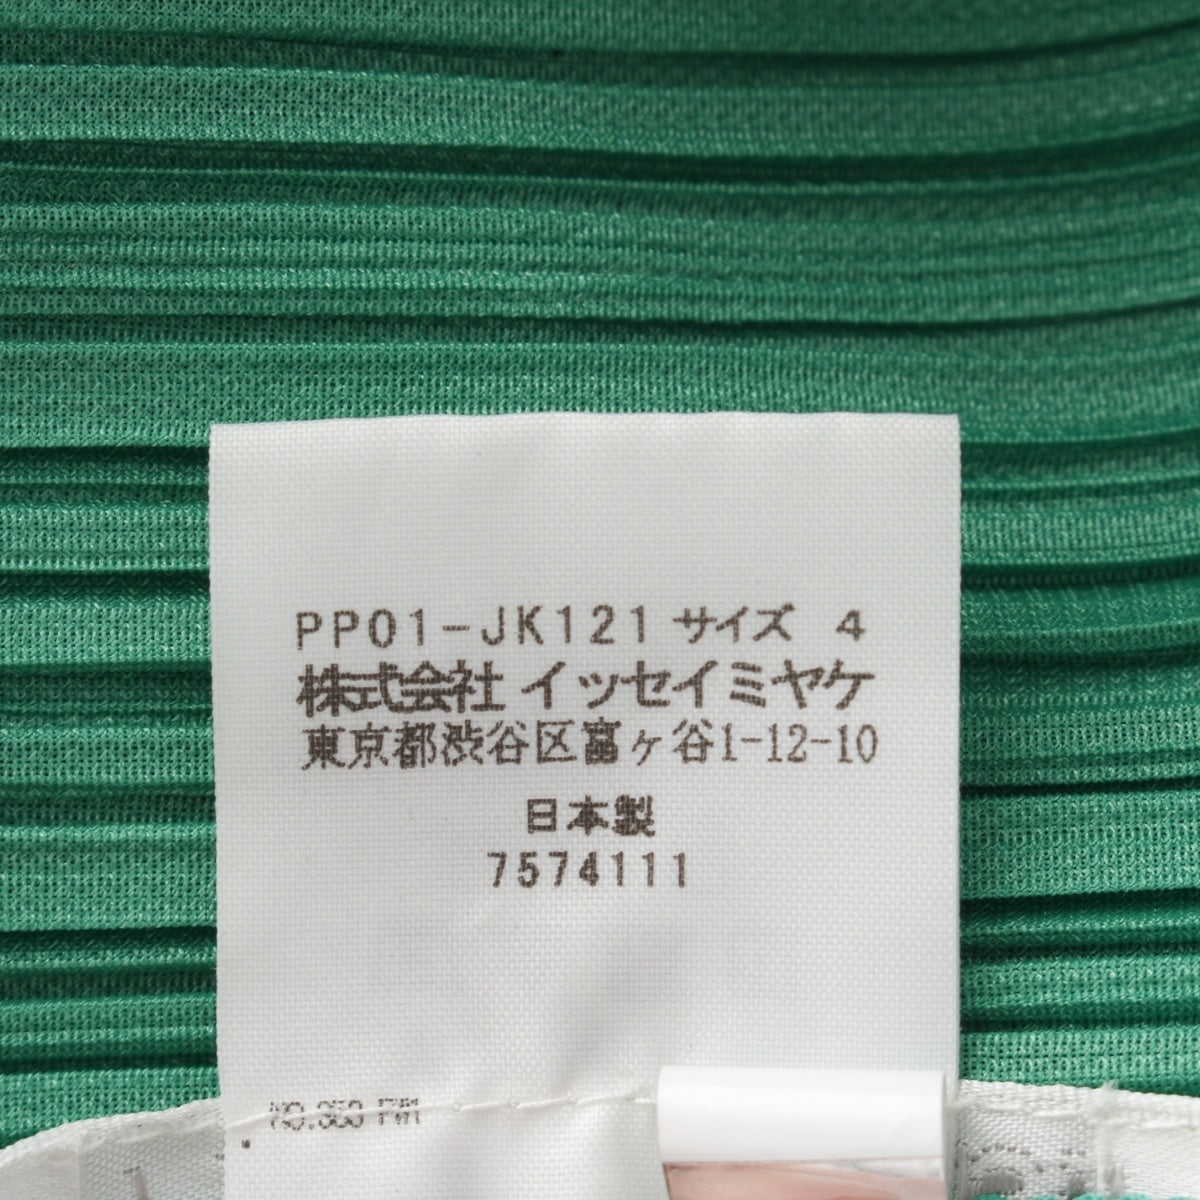 PP01-JK121 サイズ 4
株式会社 イッセイミヤケ
東京都渋谷区富ヶ谷1-12-10
日本製
7574111